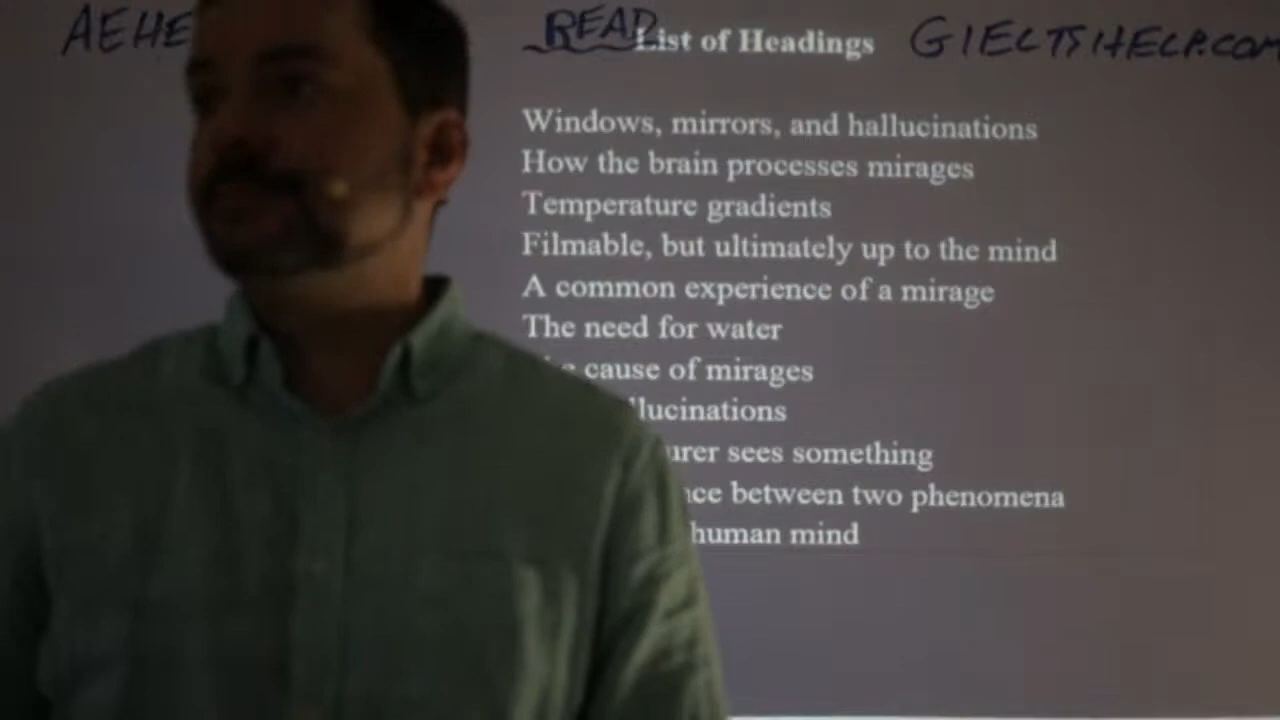 AEHE READ GIELTSHELP.COM
List of Headings
Windows, mirrors, and hallucinations
How the brain processes mirages
Temperature gradients
Filmable, but ultimately up to the mind
A common experience of a mirage
The need for water
cause of mirages
llucinations
urer sees something
nce between two phenomena
human mind